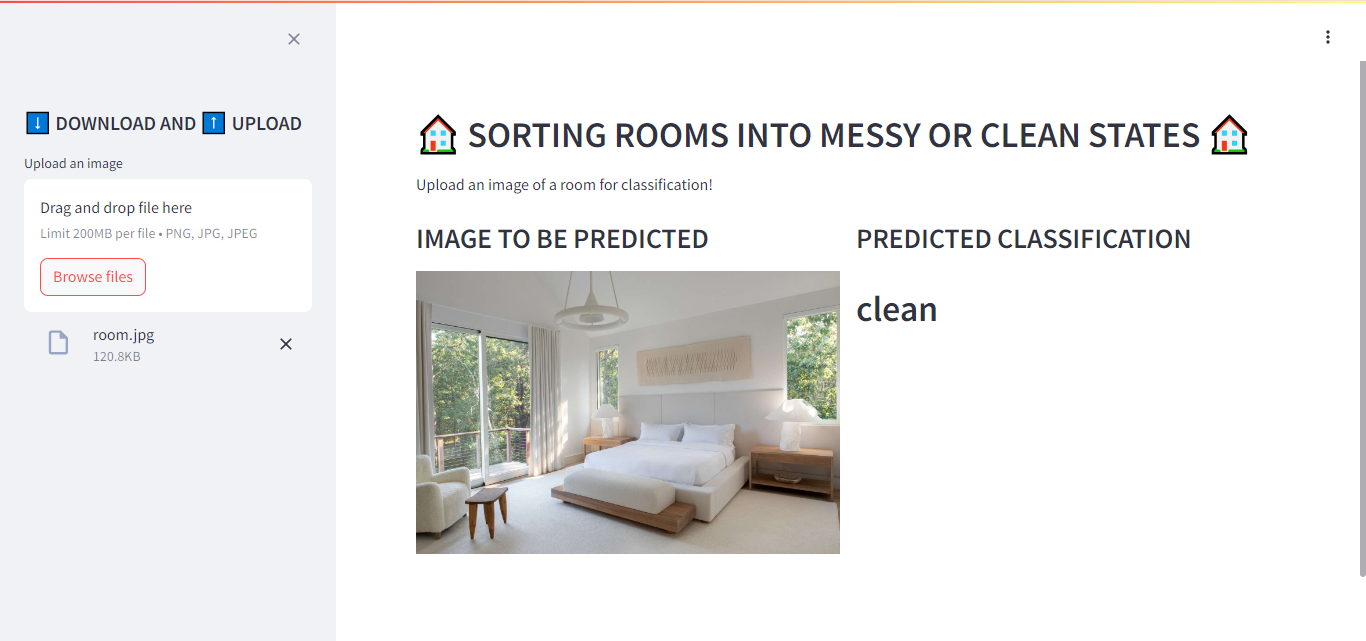 ⬇️ DOWNLOAD AND ⬆️ UPLOAD
Upload an image
Drag and drop file here
Limit 200MB per file • PNG, JPG, JPEG
Browse files
room.jpg
120.8KB
🏠 SORTING ROOMS INTO MESSY OR CLEAN STATES 🏠
Upload an image of a room for classification!
IMAGE TO BE PREDICTED
PREDICTED CLASSIFICATION
clean